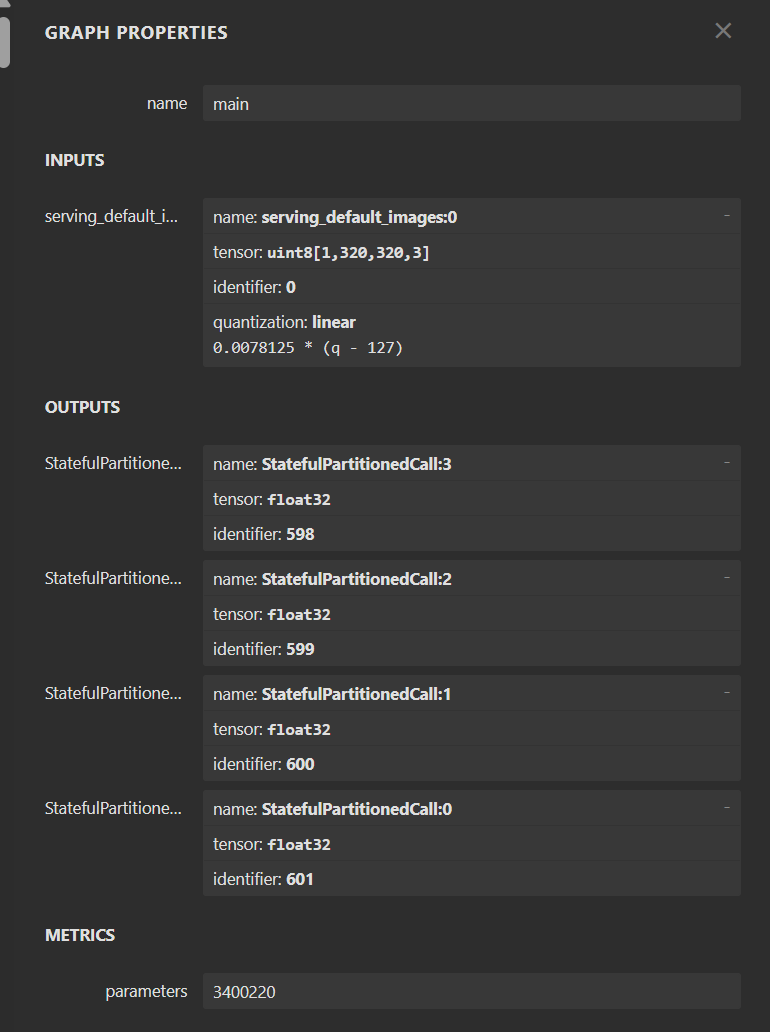 GRAPH PROPERTIES
name main
INPUTS
serving_default_i... name: serving_default_images:0 -
tensor: uint8[1,320,320,3]
identifier: 0
quantization: linear
0.0078125 * (q - 127)
OUTPUTS
StatefulPartitione... name: StatefulPartitionedCall:3 -
tensor: float32
identifier: 598
StatefulPartitione... name: StatefulPartitionedCall:2 -
tensor: float32
identifier: 599
StatefulPartitione... name: StatefulPartitionedCall:1 -
tensor: float32
identifier: 600
StatefulPartitione... name: StatefulPartitionedCall:0 -
tensor: float32
identifier: 601
METRICS
parameters 3400220